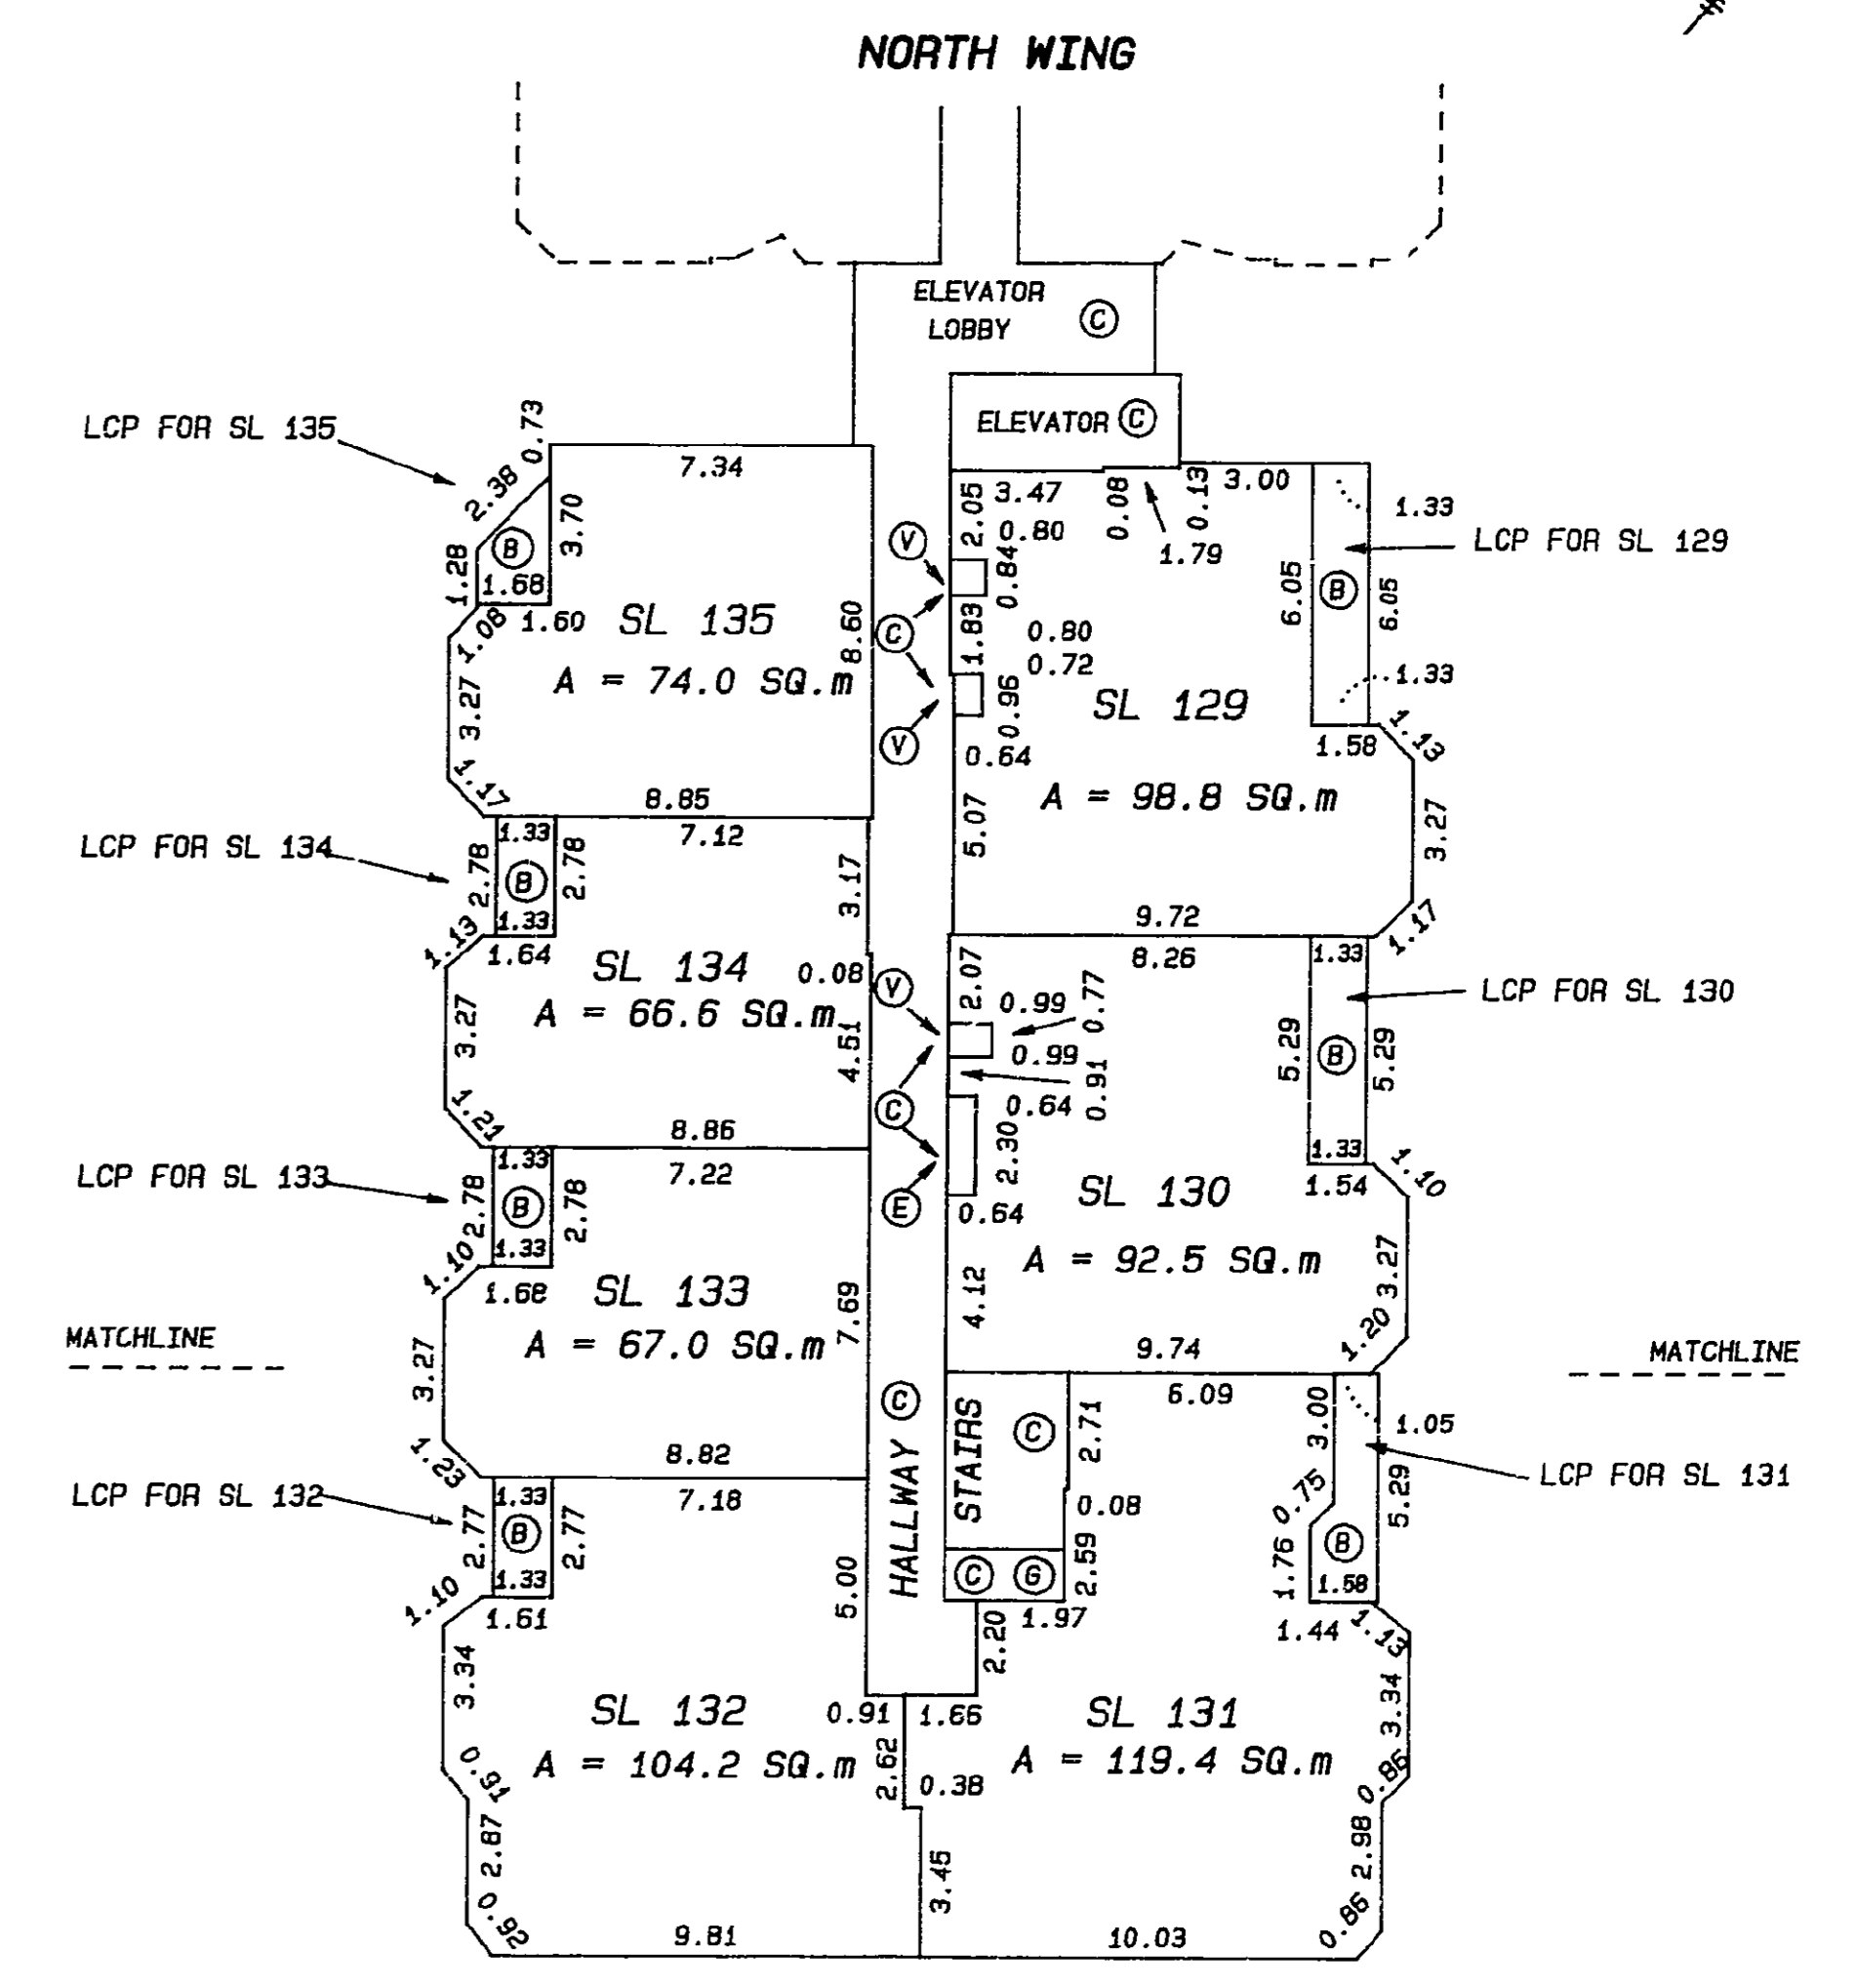 NORTH WING
ELEVATOR
LOBBY
C
ELEVATOR C
LCP FOR SL 135
0.73
2.38
7.34
3.70
B
1.28
1.68
1.60
1.08
SL 135
A = 74.0 SQ.m
8.60
3.27
1.17
8.85
V
C
V
2.05
3.47
0.80
0.84
0.08
0.13
1.79
3.00
1.33
LCP FOR SL 129
6.05
B
6.05
1.83
0.80
0.72
0.96
0.64
1.33
SL 129
1.58
1.13
A = 98.8 SQ.m
5.07
3.27
9.72
1.17
LCP FOR SL 134
1.33
7.12
2.78
2.78
B
1.33
3.17
1.13
1.64
SL 134
0.08
A = 66.6 SQ.m
3.27
4.51
1.21
8.86
V
C
E
2.07
8.26
1.33
0.99
0.77
LCP FOR SL 130
0.99
0.91
0.64
5.29
B
5.29
2.30
1.33
1.54
1.10
0.64
SL 130
A = 92.5 SQ.m
3.27
4.12
9.74
1.20
LCP FOR SL 133
1.33
7.22
2.78
2.78
B
1.33
1.10
1.68
SL 133
A = 67.0 SQ.m
7.69
MATCHLINE
3.27
1.23
8.82
MATCHLINE
HALLWAY C
STAIRS
C
2.71
6.09
3.00
1.05
LCP FOR SL 131
0.75
5.29
0.08
2.59
1.76
B
1.58
C G
1.97
1.44
1.13
2.20
LCP FOR SL 132
1.33
7.18
2.77
2.77
B
1.33
1.10
1.61
5.00
3.34
SL 132
0.91
1.66
SL 131
3.34
A = 104.2 SQ.m
2.62
0.38
A = 119.4 SQ.m
0.86
0.91
2.87
2.98
3.45
0.92
9.81
10.03
0.86